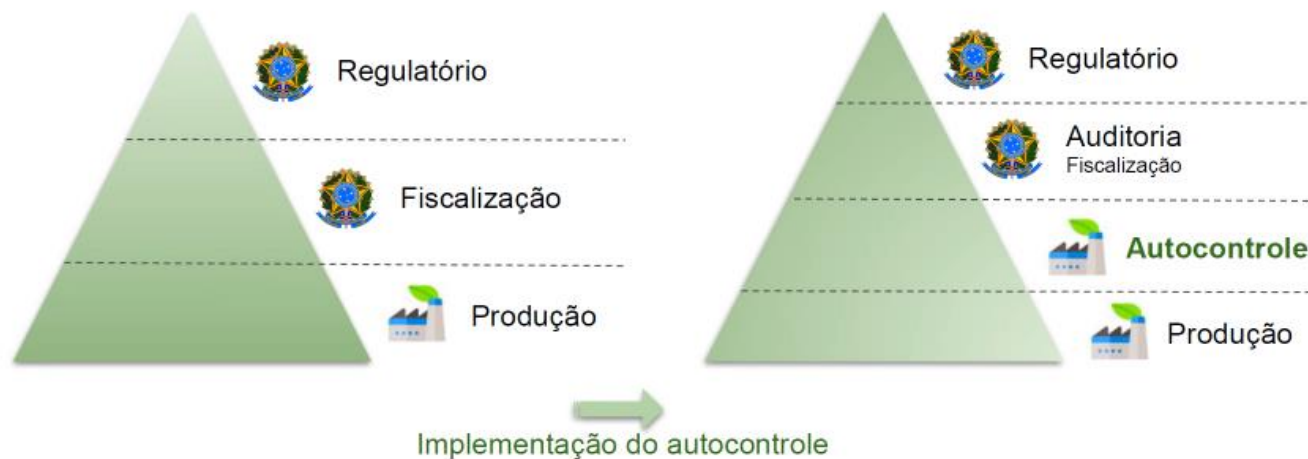 Regulatório
Fiscalização
Produção
Implementação do autocontrole
Regulatório
Auditoria
Fiscalização
Autocontrole
Produção